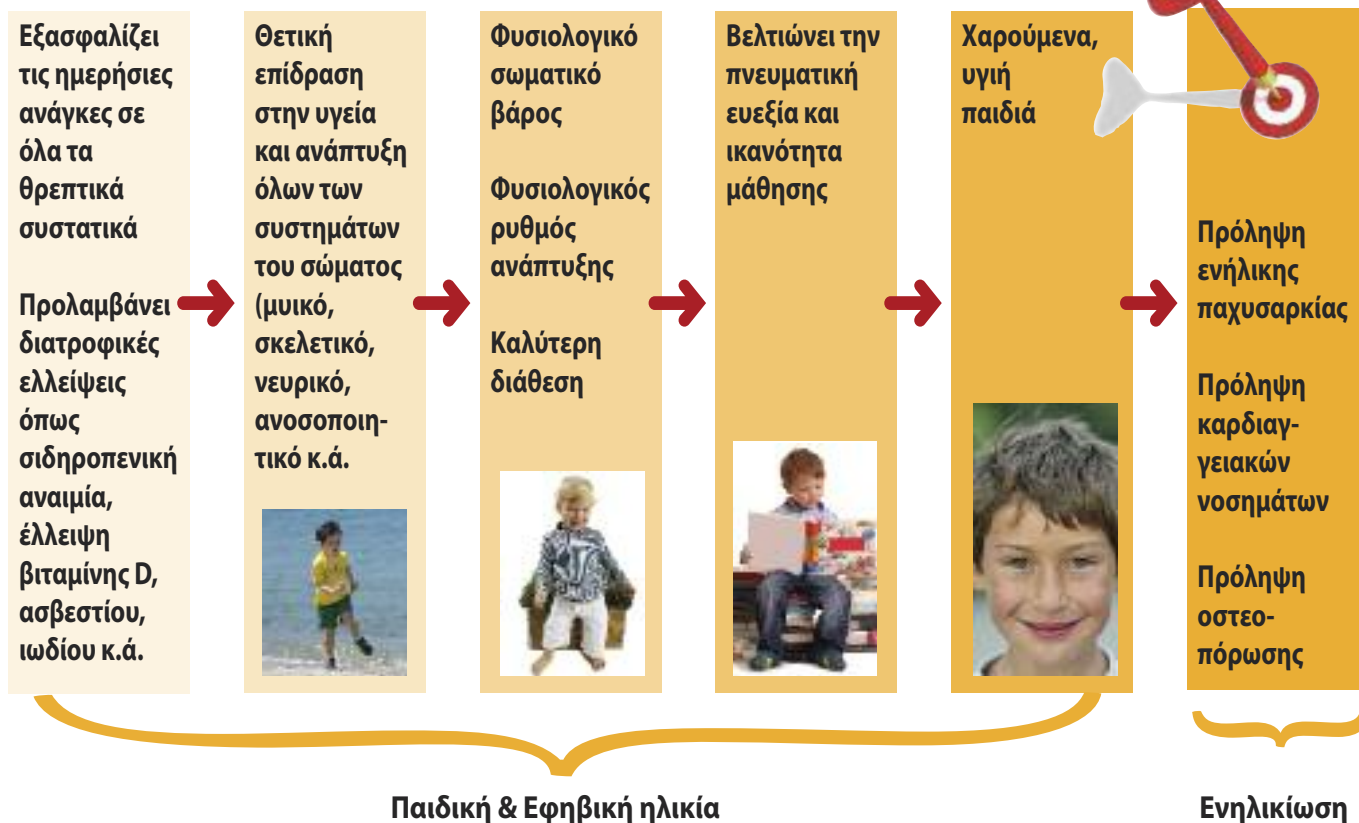 Εξασφαλίζει
τις ημερήσιες
ανάγκες σε
όλα τα
θρεπτικά
συστατικά
Προλαμβάνει
διατροφικές
ελλείψεις
όπως
σιδηροπενική
αναιμία,
έλλειψη
βιταμίνης D,
ασβεστίου,
ιωδίου κ.ά.
Θετική
επίδραση
στην υγεία
και ανάπτυξη
όλων των
συστημάτων
του σώματος
(μυικό,
σκελετικό,
νευρικό,
ανοσοποιη-
τικό κ.ά.
Φυσιολογικό
σωματικό
βάρος
Φυσιολογικός
ρυθμός
ανάπτυξης
Καλύτερη
διάθεση
Βελτιώνει την
πνευματική
ευεξία και
ικανότητα
μάθησης
Χαρούμενα,
υγιή
παιδιά
Πρόληψη
ενήλικης
παχυσαρκίας
Πρόληψη
καρδιαγ-
γειακών
νοσημάτων
Πρόληψη
οστεο-
πόρωσης
Παιδική & Εφηβική ηλικία
Ενηλικίωση